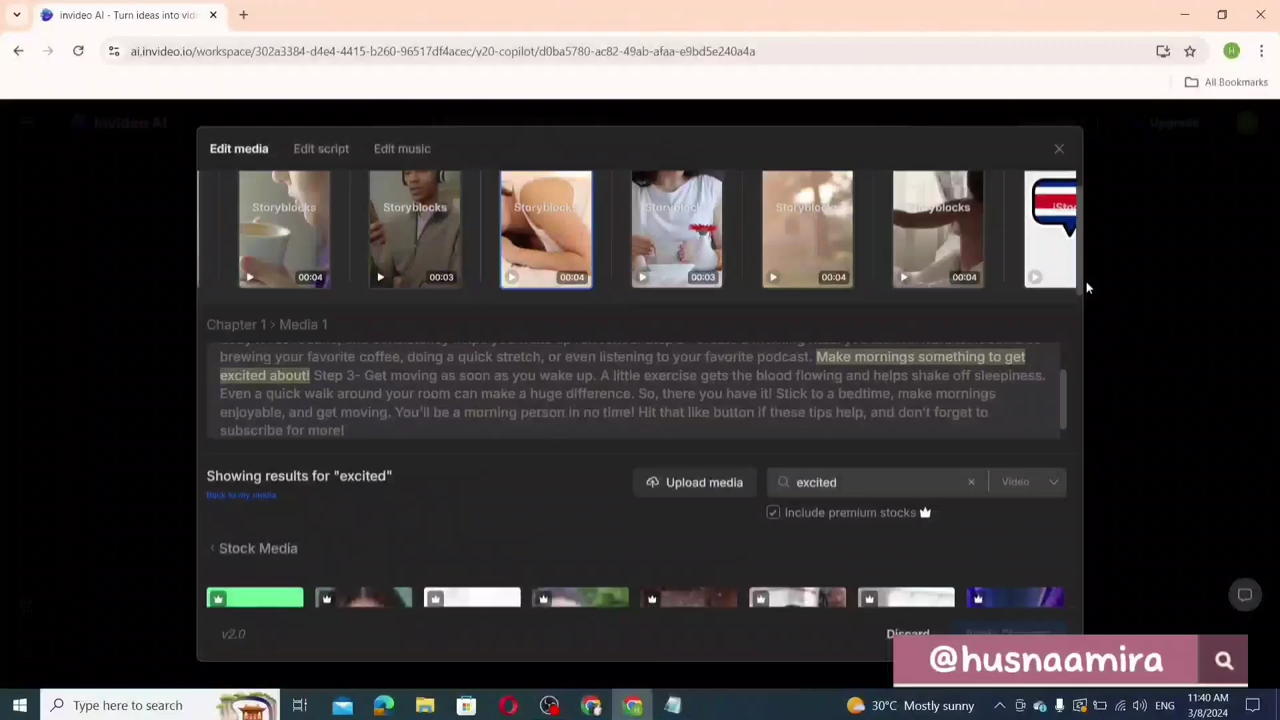 invideo AI - Turn ideas into vid
ai.invideo.io/workspace/302a3384-d4e4-4415-b260-96517df4acec/y20-copilot/d0ba5780-ac82-49ab-afaa-e9bd5e240a4a
H
All Bookmarks
invideo AI
Upgrade
Edit media
Edit script
Edit music
Storyblocks
Storyblocks
Storyblocks
Storyblocks
Storyblocks
Storyblocks
iStoc
00:04
00:03
00:04
00:03
00:04
00:04
Chapter 1 > Media 1
brewing your favorite coffee, doing a quick stretch, or even listening to your favorite podcast. Make mornings something to get
excited about! Step 3- Get moving as soon as you wake up. A little exercise gets the blood flowing and helps shake off sleepiness.
Even a quick walk around your room can make a huge difference. So, there you have it! Stick to a bedtime, make mornings
enjoyable, and get moving. You'll be a morning person in no time! Hit that like button if these tips help, and don't forget to
subscribe for more!
Showing results for "excited"
Back to my media
Upload media
excited
Video
Include premium stocks
Stock Media
v2.0
Discard
@husnaamira
Type here to search
30°C Mostly sunny
ENG
11:40 AM
3/8/2024